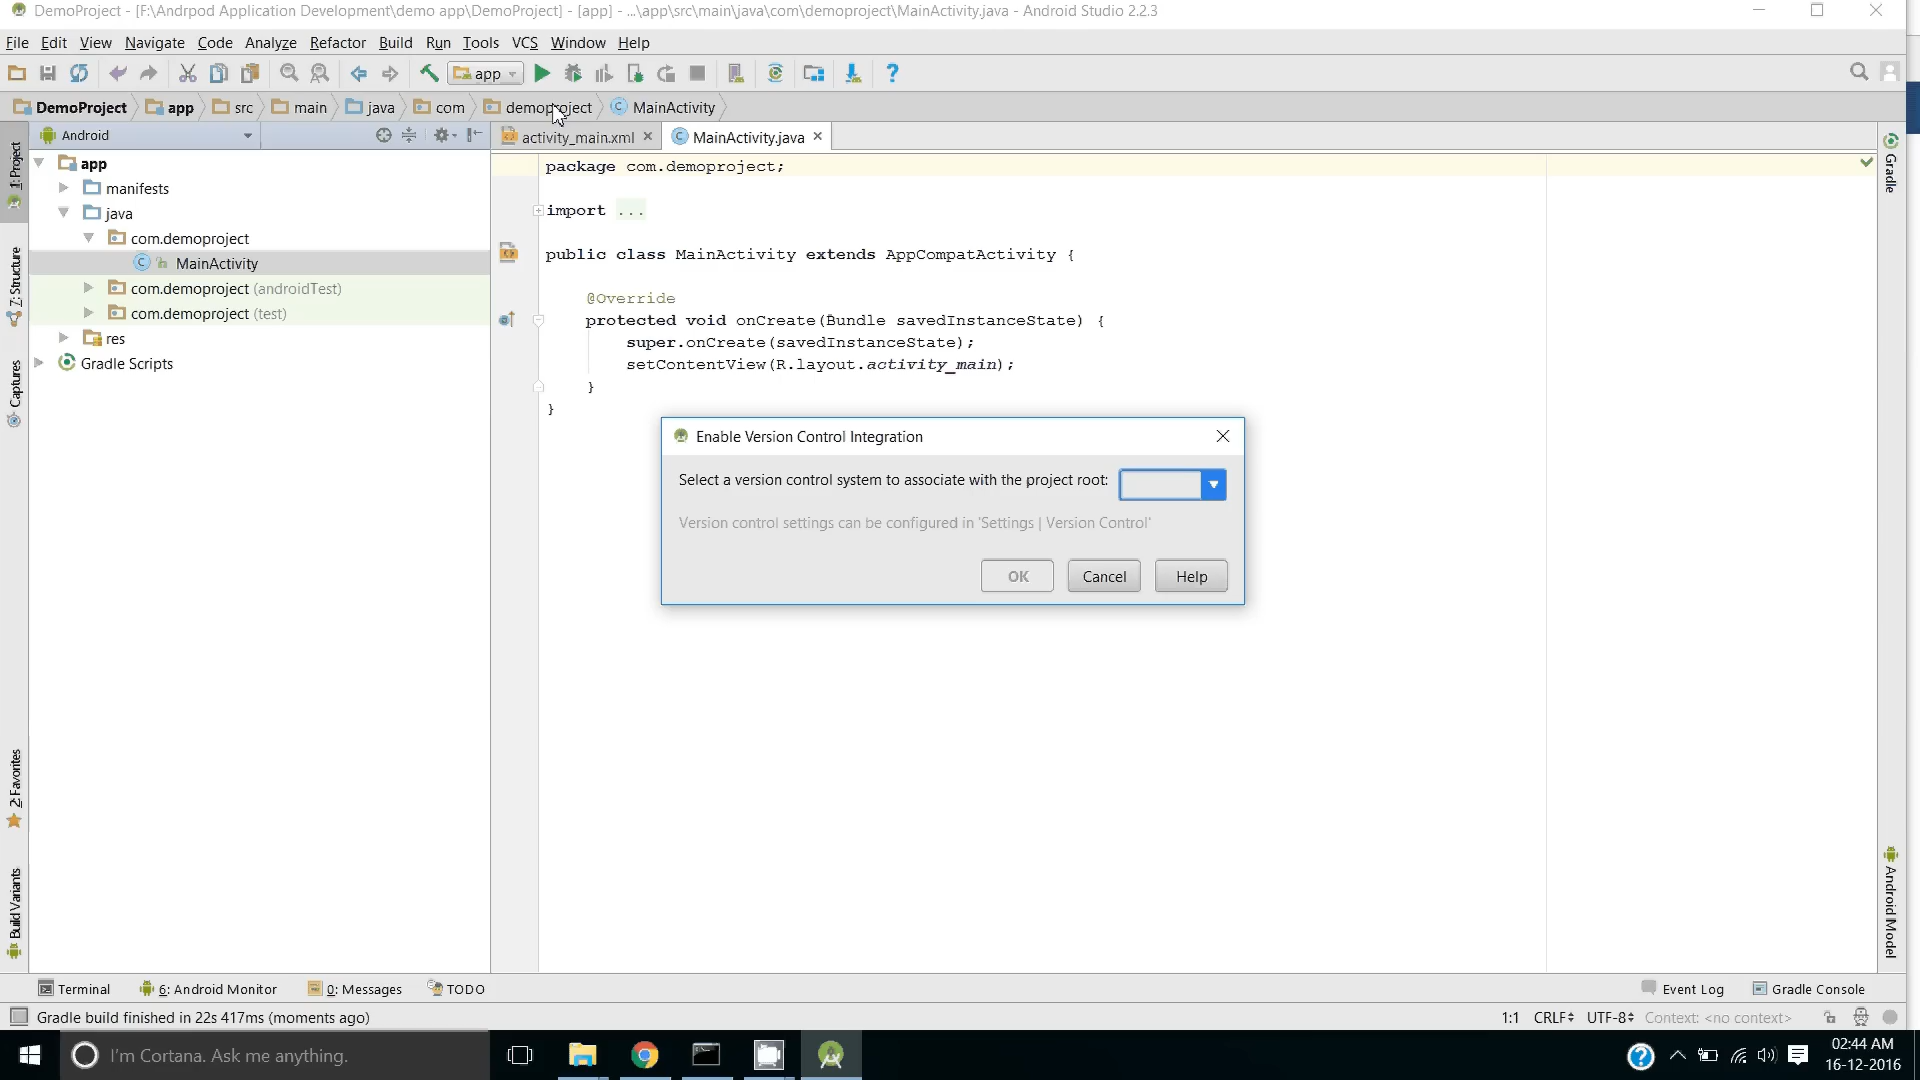 DemoProject - [F:\Andrpod Application Development\demo app\DemoProject] - [app] - ...\app\src\main\java\com\demoproject\MainActivity.java - Android Studio 2.2.3
File Edit View Navigate Code Analyze Refactor Build Run Tools VCS Window Help
app
DemoProject app src main java com demoproject MainActivity
Android
activity_main.xml MainActivity.java
1: Project
7: Structure
Captures
2: Favorites
Build Variants
app
manifests
java
com.demoproject
MainActivity
com.demoproject (androidTest)
com.demoproject (test)
res
Gradle Scripts
package com.demoproject;
import ...
public class MainActivity extends AppCompatActivity {
@Override
protected void onCreate(Bundle savedInstanceState) {
super.onCreate(savedInstanceState);
setContentView(R.layout.activity_main);
}
}
Enable Version Control Integration
Select a version control system to associate with the project root:
Version control settings can be configured in 'Settings | Version Control'
OK Cancel Help
Gradle
Android Model
Terminal 6: Android Monitor 0: Messages TODO Event Log Gradle Console
Gradle build finished in 22s 417ms (moments ago) 1:1 CRLF UTF-8 Context: <no context>
I'm Cortana. Ask me anything. 02:44 AM
16-12-2016